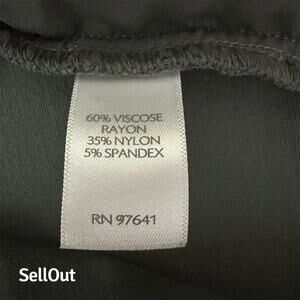 60% VISCOSE
RAYON
35% NYLON
5% SPANDEX
RN 97641
SellOut